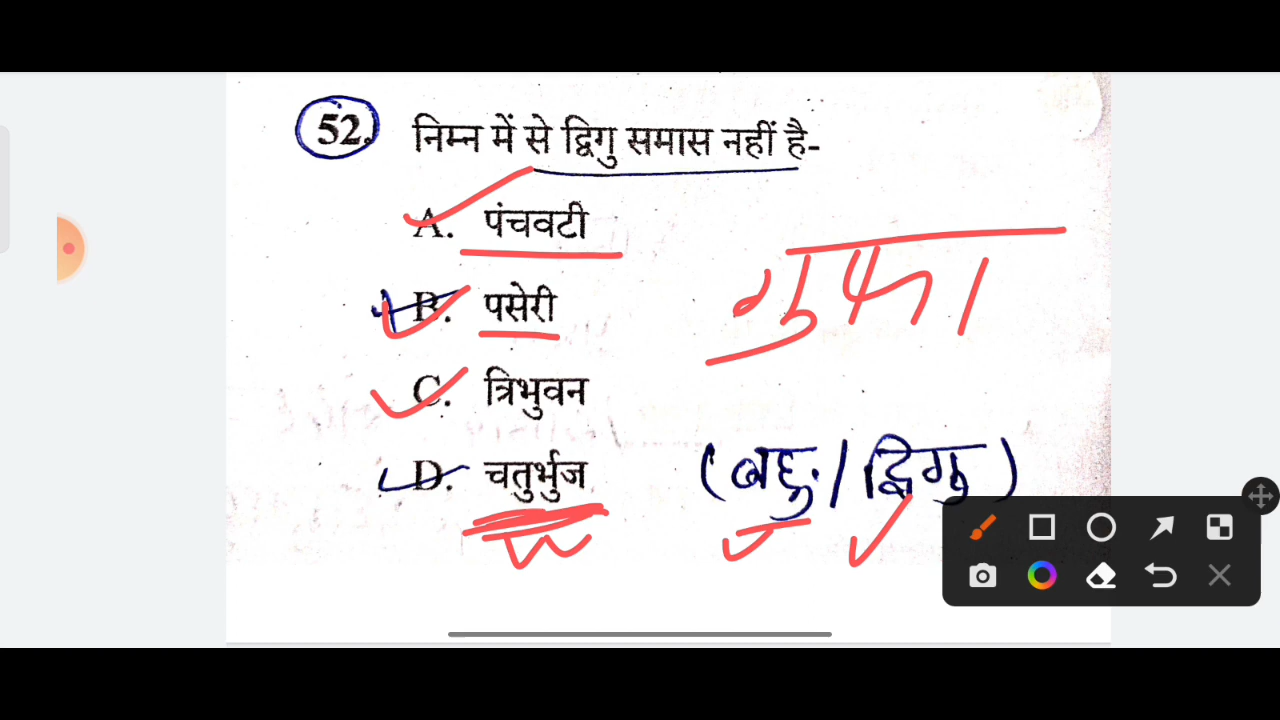 52. निम्न में से द्विगु समास नहीं है-
A. पंचवटी
B. पसेरी
गुफा
C. त्रिभुवन
D. चतुर्भुज (बहु. / द्विगु)